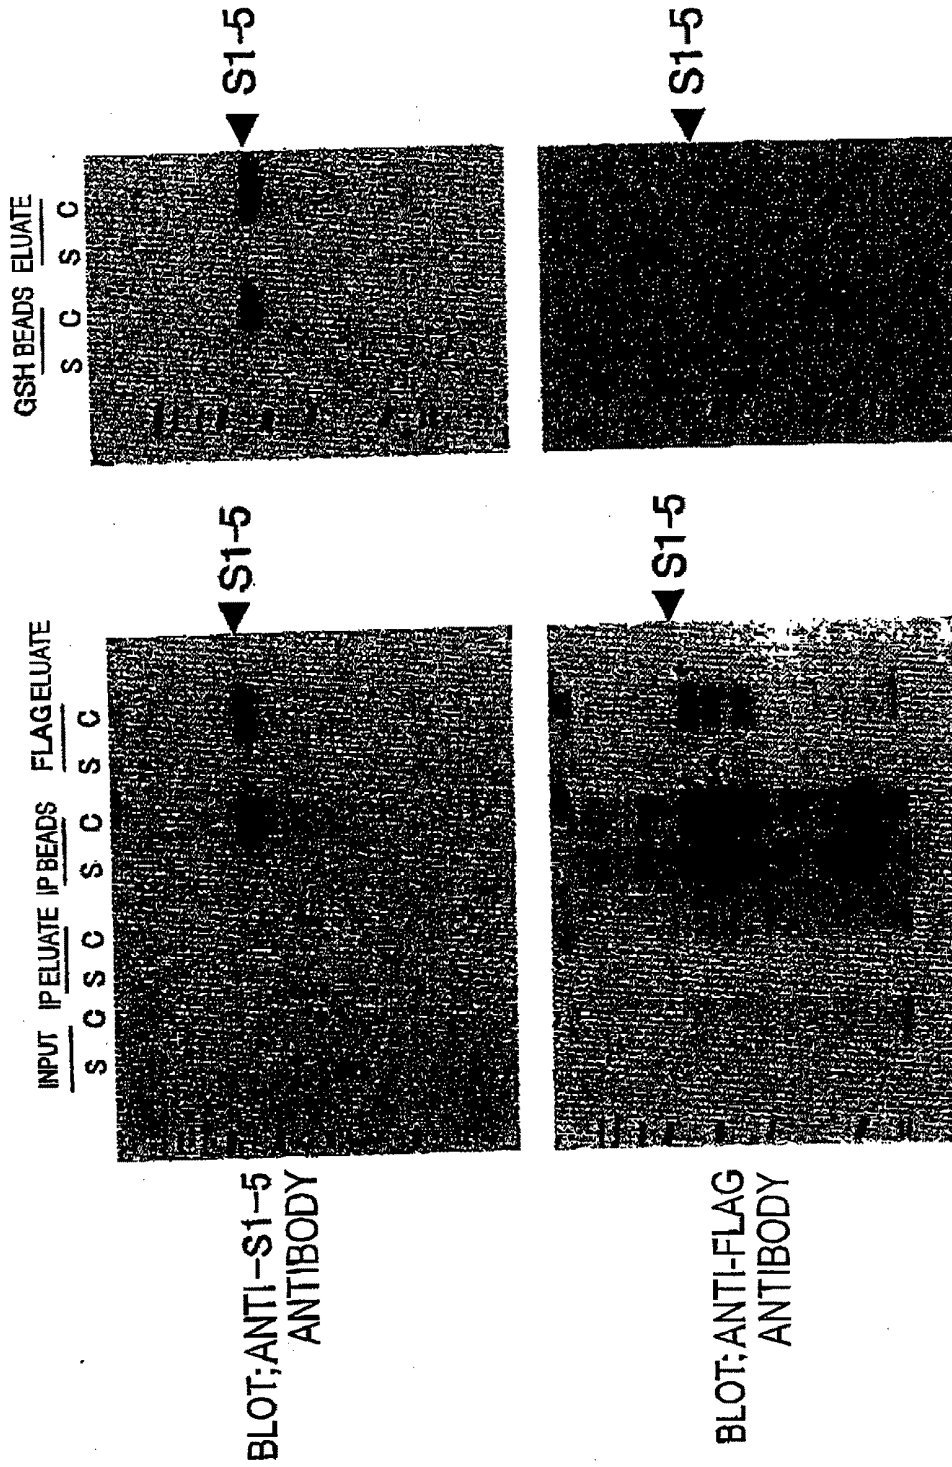 INPUT IP ELUATE IP BEADS FLAG ELUATE
S C S C S C S C
S1-5
BLOT;ANTI-S1-5
ANTIBODY
GSH BEADS ELUATE
S C S C
S1-5
S1-5
BLOT;ANTI-FLAG
ANTIBODY
S1-5